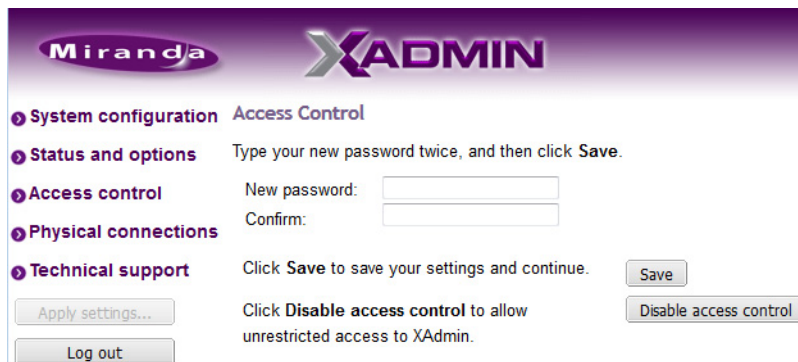 Miranda
XADMIN
System configuration
Status and options
Access control
Physical connections
Technical support
Apply settings...
Log out
Access Control
Type your new password twice, and then click Save.
New password:
Confirm:
Click Save to save your settings and continue.
Save
Click Disable access control to allow
unrestricted access to XAdmin.
Disable access control